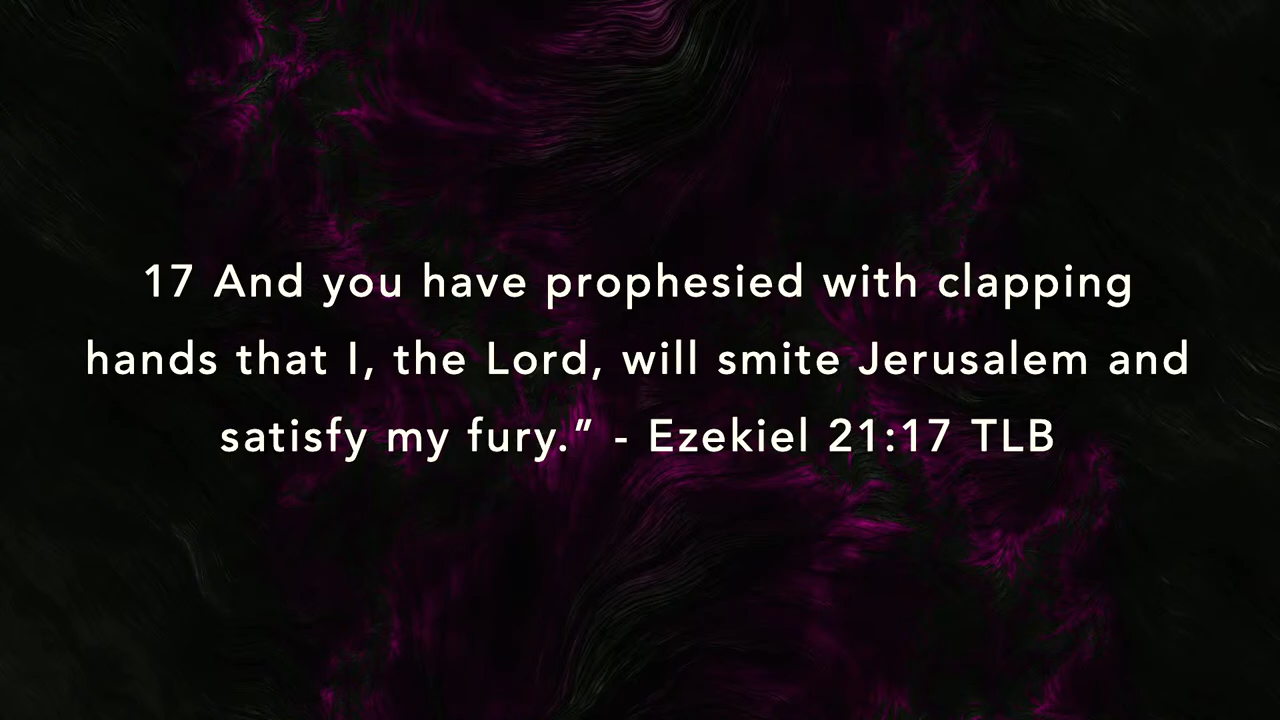 17 And you have prophesied with clapping
hands that I, the Lord, will smite Jerusalem and
satisfy my fury.” - Ezekiel 21:17 TLB